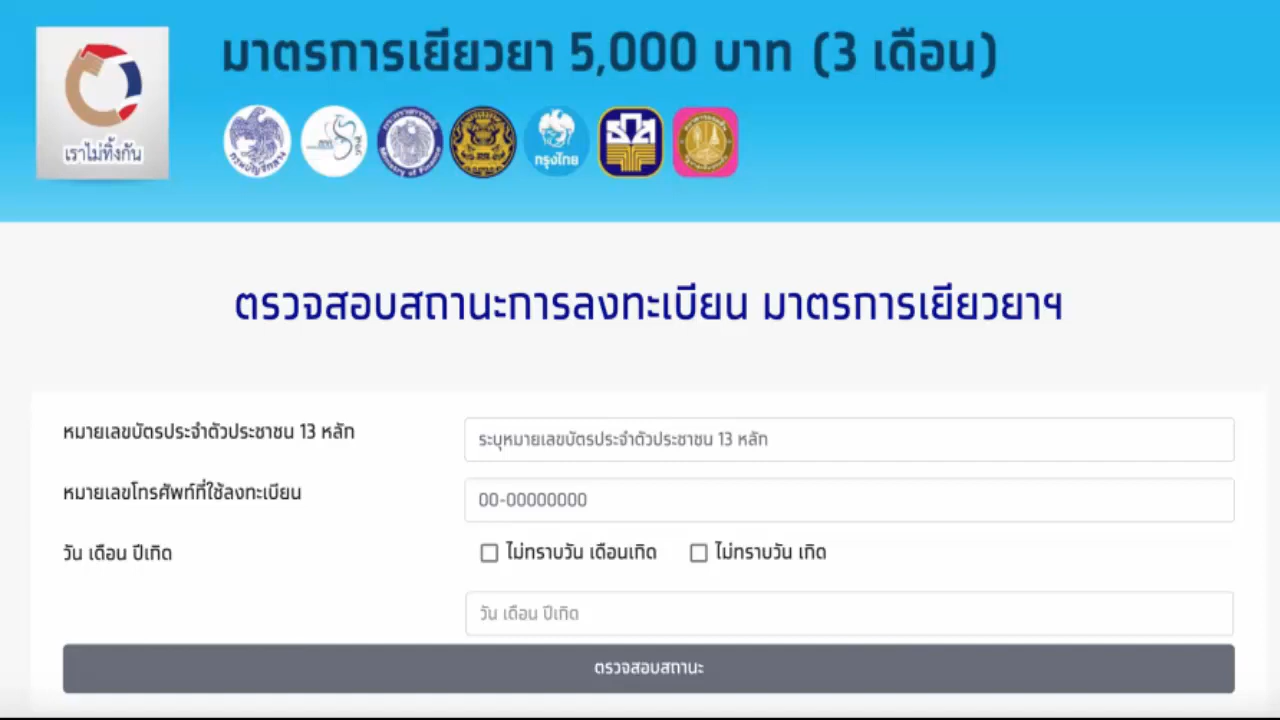 มาตรการเยียวยา 5,000 บาท (3 เดือน)
เราไม่ทิ้งกัน
กรุงไทย
ธกส
ตรวจสอบสถานะการลงทะเบียน มาตรการเยียวยาฯ
หมายเลขบัตรประจำตัวประชาชน 13 หลัก
ระบุหมายเลขบัตรประจำตัวประชาชน 13 หลัก
หมายเลขโทรศัพท์ที่ใช้ลงทะเบียน
00-00000000
วัน เดือน ปีเกิด
ไม่ทราบวัน เดือนเกิด
ไม่ทราบวัน เกิด
วัน เดือน ปีเกิด
ตรวจสอบสถานะ